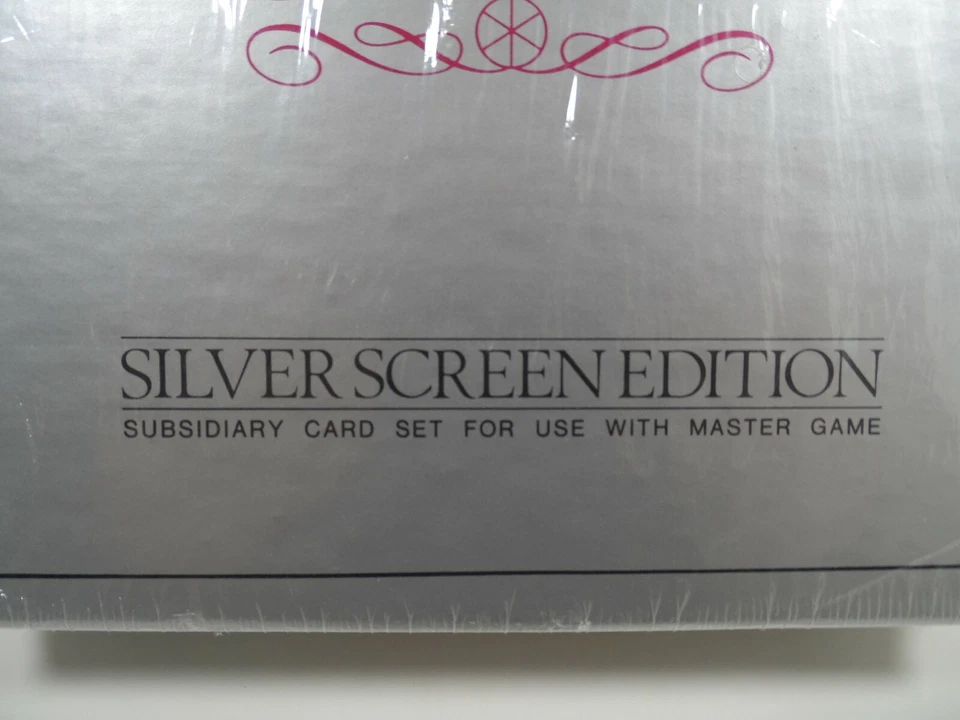 SILVER SCREEN EDITION
SUBSIDIARY CARD SET FOR USE WITH MASTER GAME